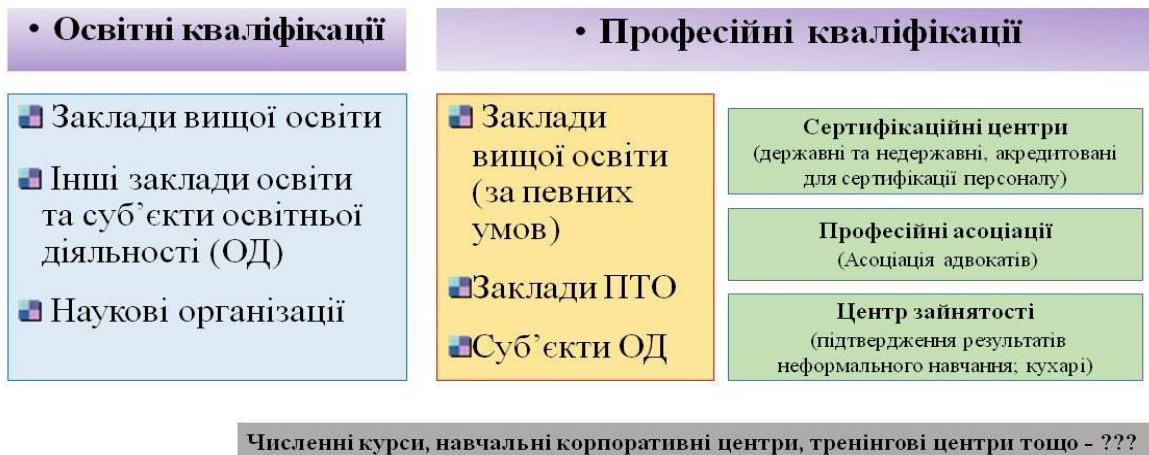 • Освітні кваліфікації
Заклади вищої освіти
Інші заклади освіти
та суб’єкти освітньої
діяльності (ОД)
Наукові організації
• Професійні кваліфікації
Заклади
вищої освіти
(за певних
умов)
Заклади ПТО
Суб’єкти ОД
Сертифікаційні центри
(державні та недержавні, акредитовані
для сертифікації персоналу)
Професійні асоціації
(Асоціація адвокатів)
Центр зайнятості
(підтвердження результатів
неформального навчання; кухарі)
Численні курси, навчальні корпоративні центри, тренінгові центри тощо - ???